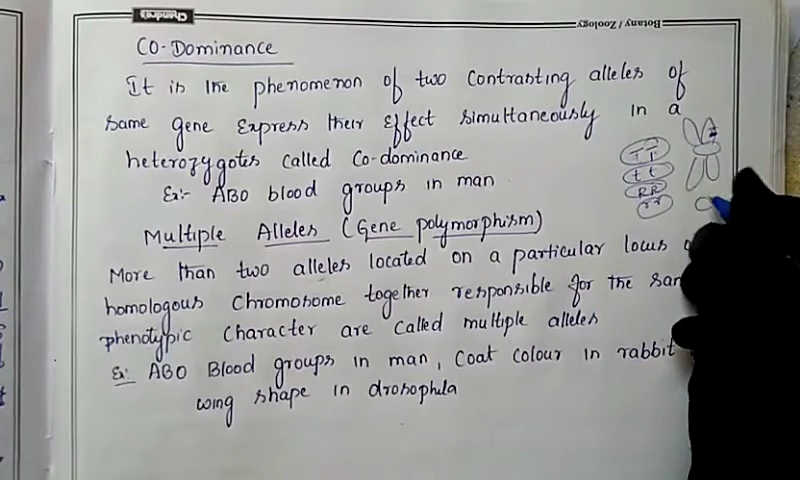 Chandra's
Botany / Zoology
Co-Dominance
It is the phenomenon of two contrasting alleles of
same gene Express their Effect simultaneously in a
heterozygotes called Co-dominance
Ex:- ABO blood groups in man
TT
tt
RR
rr
Multiple Alleles (Gene polymorphism)
More than two alleles located on a particular locus
homologous Chromosome together responsible for the
phenotypic character are called multiple alleles
Ex: ABO Blood groups in man, Coat colour in rabbit
wing shape in drosophila